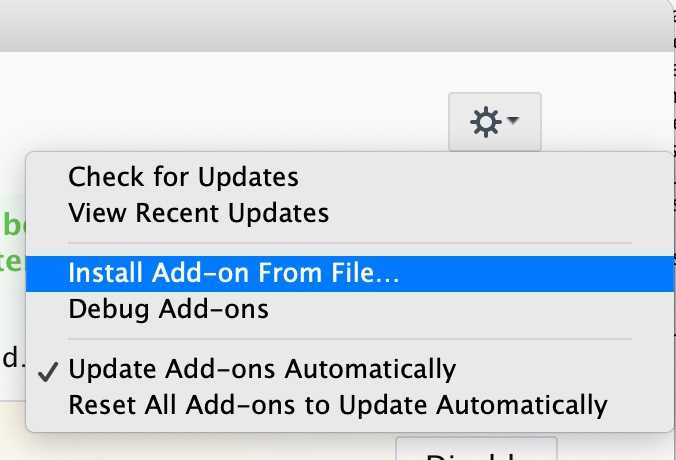 Check for Updates
View Recent Updates
Install Add-on From File...
Debug Add-ons
Update Add-ons Automatically
Reset All Add-ons to Update Automatically